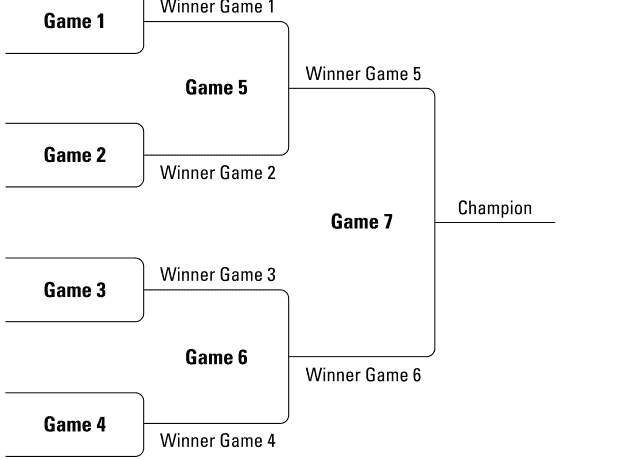 Winner Game 1
Game 1
Winner Game 5
Game 5
Game 2
Winner Game 2
Champion
Game 7
Winner Game 3
Game 3
Game 6
Winner Game 6
Game 4
Winner Game 4